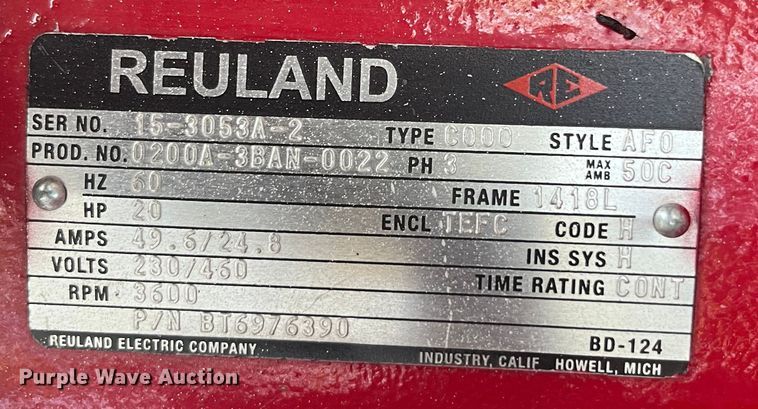 REULAND RE
SER NO. 15-3053A-2 TYPE C000 STYLE AF0
PROD. NO. 0200A-3BAN-0022 PH 3 MAX AMB 50C
HZ 60 FRAME 1418L
HP 20 ENCL TEFC CODE H
AMPS 49.6/24.8 INS SYS H
VOLTS 230/460 TIME RATING CONT
RPM 3600
P/N BT6976390 BD-124
REULAND ELECTRIC COMPANY INDUSTRY, CALIF HOWELL, MICH
Purple Wave Auction